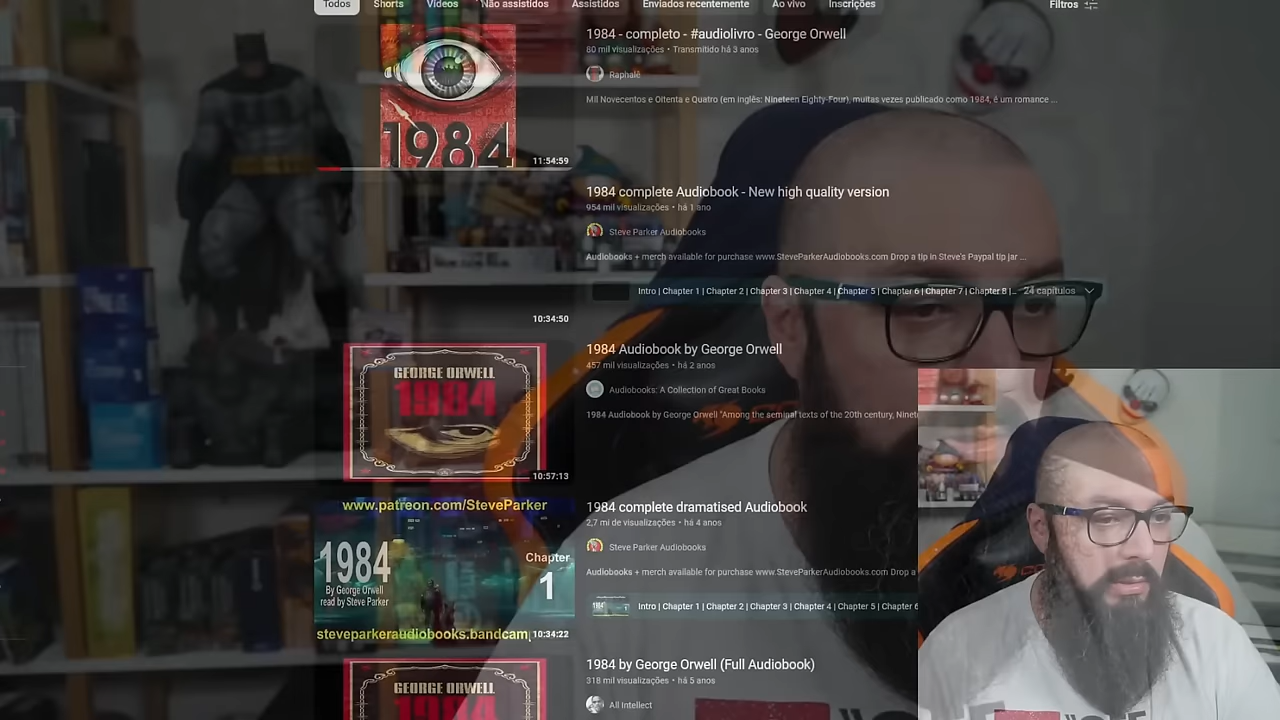 Todos Shorts Vídeos Não assistidos Assistidos Enviados recentemente Ao vivo Inscrições Filtros
1984
11:54:59
1984 - completo - #audiolivro - George Orwell
80 mil visualizações • Transmitido há 3 anos
Raphalê
Mil Novecentos e Oitenta e Quatro (em inglês: Nineteen Eighty-Four), muitas vezes publicado como 1984, é um romance ...
1984 complete Audiobook - New high quality version
954 mil visualizações • há 1 ano
Steve Parker Audiobooks
Audiobooks + merch available for purchase www.SteveParkerAudiobooks.com Drop a tip in Steve's Paypal tip jar ...
Intro | Chapter 1 | Chapter 2 | Chapter 3 | Chapter 4 | Chapter 5 | Chapter 6 | Chapter 7 | Chapter 8 |... 24 capítulos
10:34:50
GEORGE ORWELL
1984
10:57:13
1984 Audiobook by George Orwell
457 mil visualizações • há 2 anos
Audiobooks: A Collection of Great Books
1984 Audiobook by George Orwell "Among the seminal texts of the 20th century,
www.patreon.com/SteveParker
1984
By George Orwell
read by Steve Parker
Chapter
1
steveparkeraudiobooks.bandcam
10:34:22
1984 complete dramatised Audiobook
2,7 mi de visualizações • há 4 anos
Steve Parker Audiobooks
Audiobooks + merch available for purchase www.SteveParkerAudiobooks.com Drop a
Intro | Chapter 1 | Chapter 2 | Chapter 3 | Chapter 4 | Chapter 5 | Chapter 6
GEORGE ORWELL
1984
1984 by George Orwell (Full Audiobook)
318 mil visualizações • há 5 anos
All Intellect